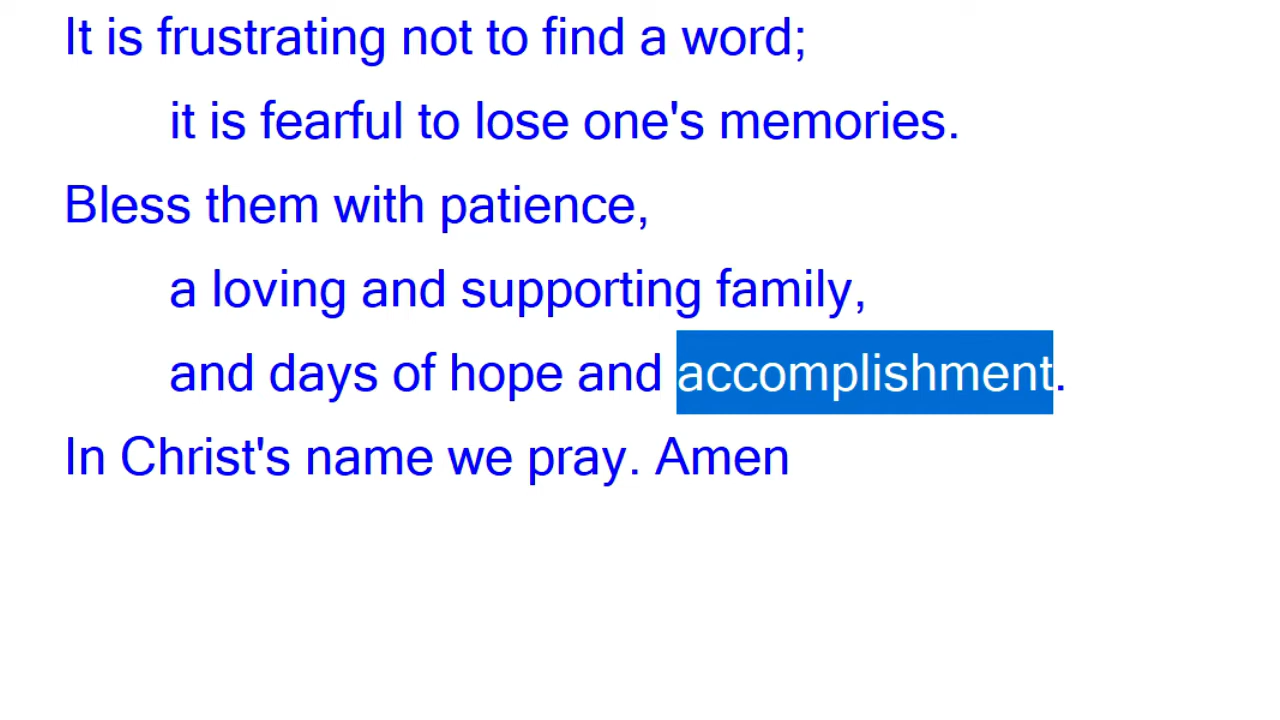 It is frustrating not to find a word;
it is fearful to lose one's memories.
Bless them with patience,
a loving and supporting family,
and days of hope and accomplishment.
In Christ's name we pray. Amen